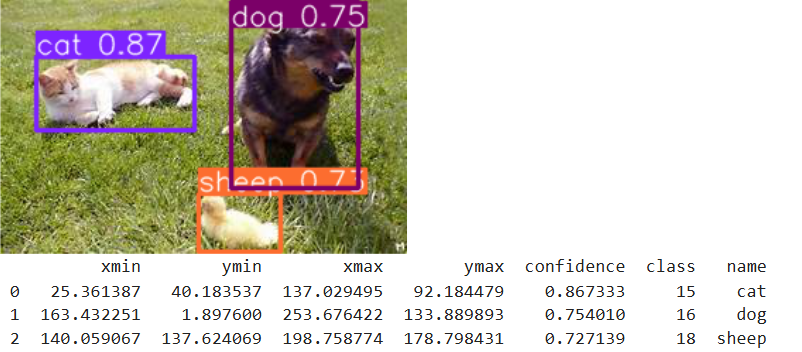 dog 0.75
cat 0.87
sheep 0.73
M
xmin ymin xmax ymax confidence class name
0 25.361387 40.183537 137.029495 92.184479 0.867333 15 cat
1 163.432251 1.897600 253.676422 133.889893 0.754010 16 dog
2 140.059067 137.624069 198.758774 178.798431 0.727139 18 sheep